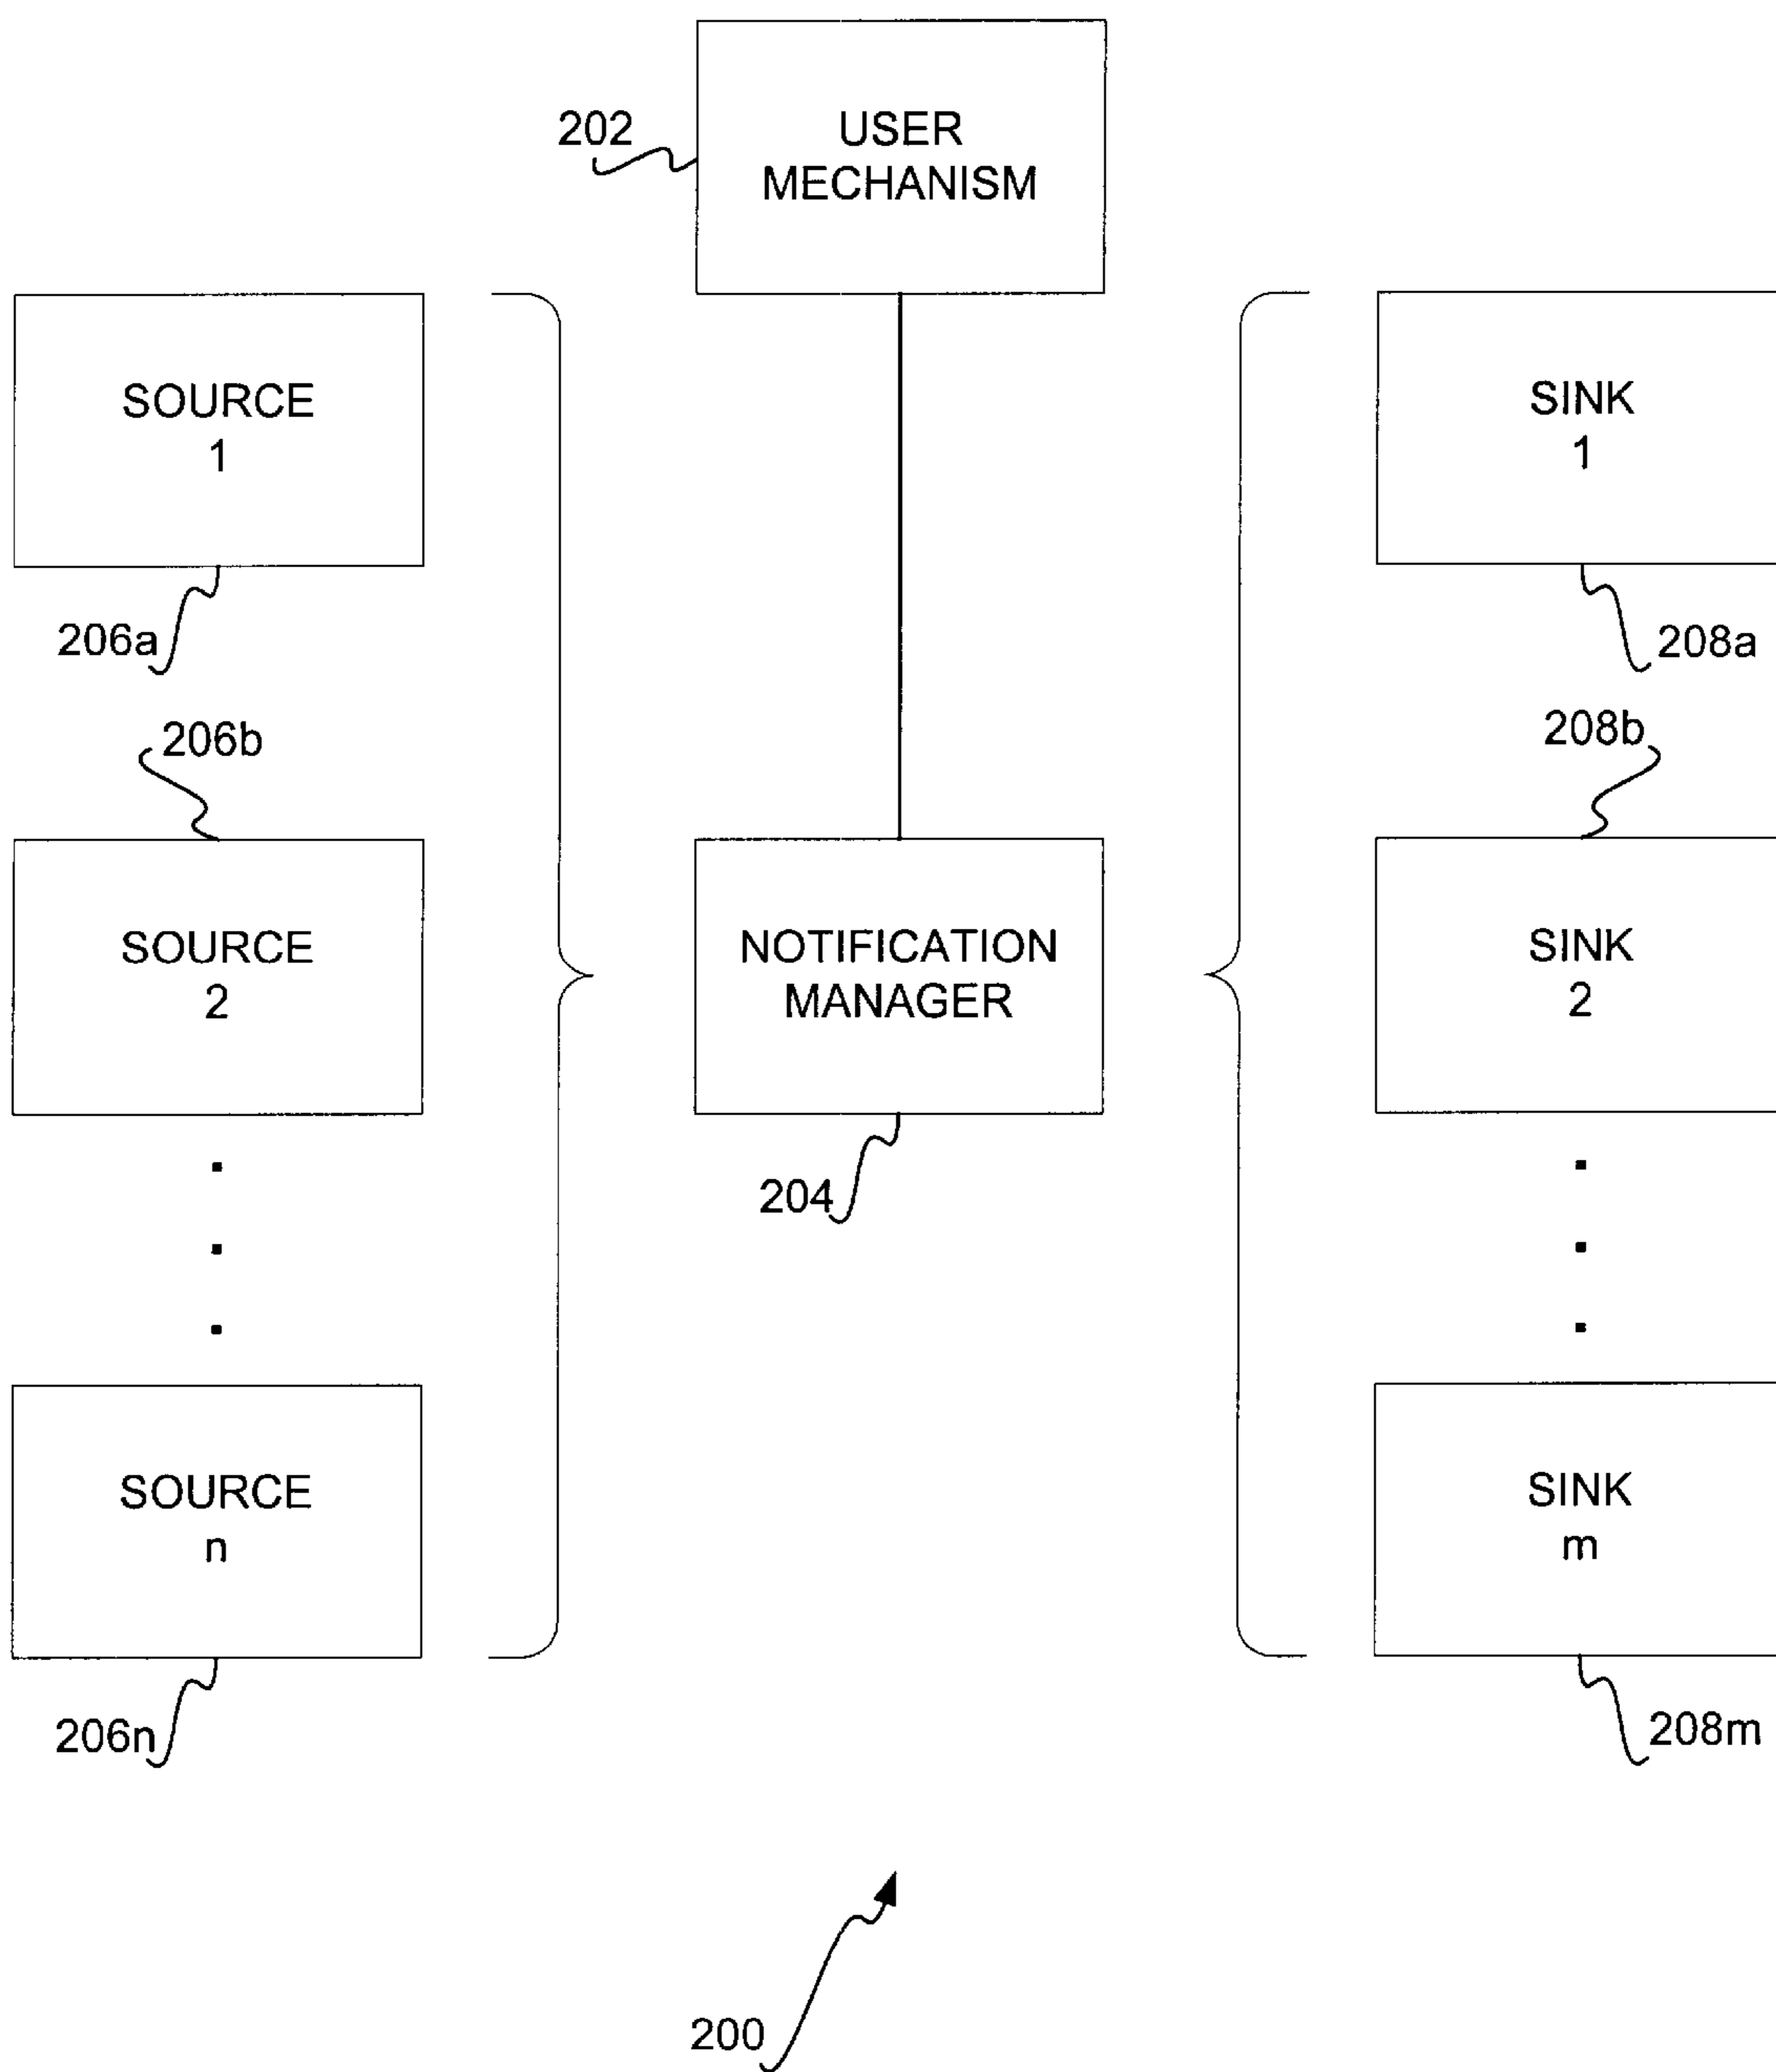 202
USER
MECHANISM
SOURCE
1
206a
206b
SOURCE
2
SOURCE
n
206n
NOTIFICATION
MANAGER
204
SINK
1
208a
208b
SINK
2
SINK
m
208m
200